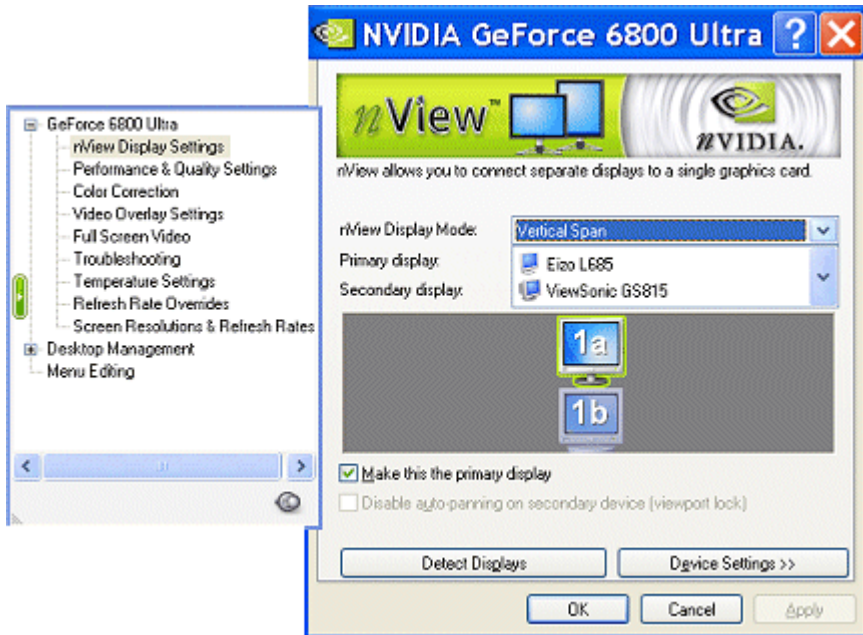 GeForce 6800 Ultra
nView Display Settings
Performance & Quality Settings
Color Correction
Video Overlay Settings
Full Screen Video
Troubleshooting
Temperature Settings
Refresh Rate Overrides
Screen Resolutions & Refresh Rates
Desktop Management
Menu Editing
NVIDIA GeForce 6800 Ultra
nView™
nVIDIA.
nView allows you to connect separate displays to a single graphics card.
nView Display Mode: Vertical Span
Primary display: Eizo L685
Secondary display: ViewSonic GS815
1a
1b
Make this the primary display
Disable auto-panning on secondary device (viewport lock)
Detect Displays Device Settings >>
OK Cancel Apply